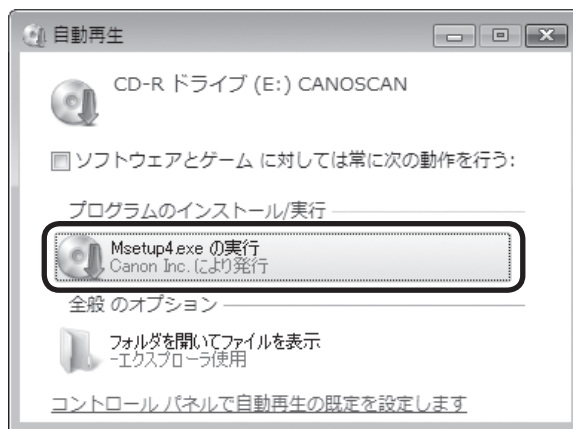 自動再生
CD-R ドライブ (E:) CANOSCAN
ソフトウェアとゲーム に対しては常に次の動作を行う:
プログラムのインストール/実行
Msetup4.exe の実行
Canon Inc. により発行
全般 のオプション
フォルダを開いてファイルを表示
-エクスプローラ使用
コントロール パネルで自動再生の既定を設定します